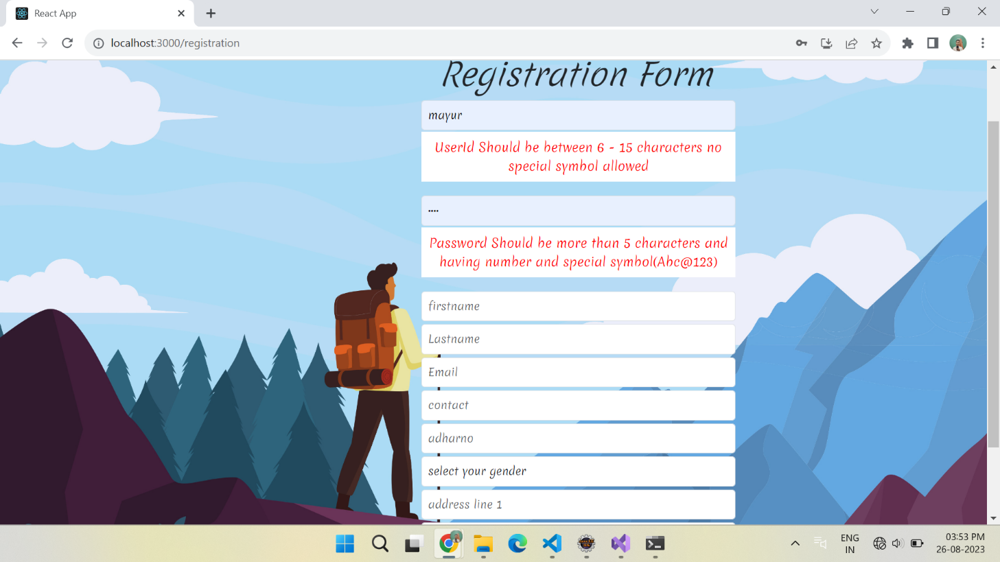 React App
localhost:3000/registration
Registration Form
mayur
UserId Should be between 6 - 15 characters no
special symbol allowed
....
Password Should be more than 5 characters and
having number and special symbol(Abc@123)
firstname
Lastname
Email
contact
adharno
select your gender
address line 1
ENG
IN
03:53 PM
26-08-2023